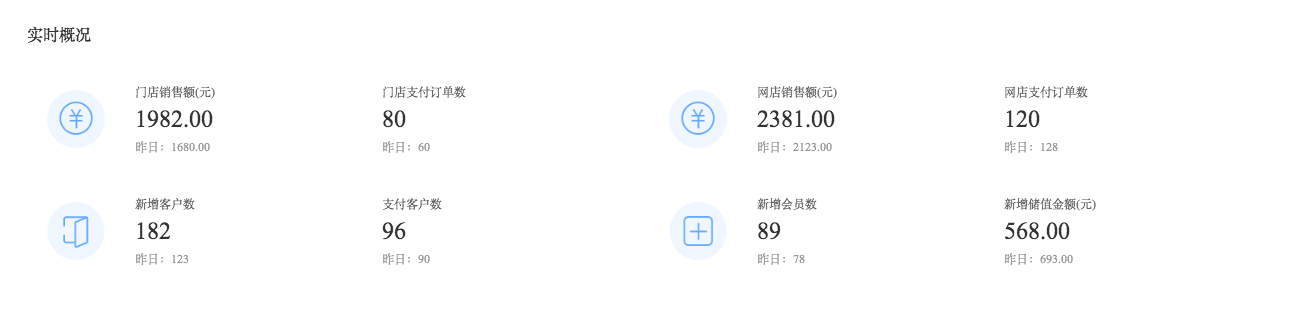 实时概况
门店销售额(元)
1982.00
昨日：1680.00
门店支付订单数
80
昨日：60
网店销售额(元)
2381.00
昨日：2123.00
网店支付订单数
120
昨日：128
新增客户数
182
昨日：123
支付客户数
96
昨日：90
新增会员数
89
昨日：78
新增储值金额(元)
568.00
昨日：693.00